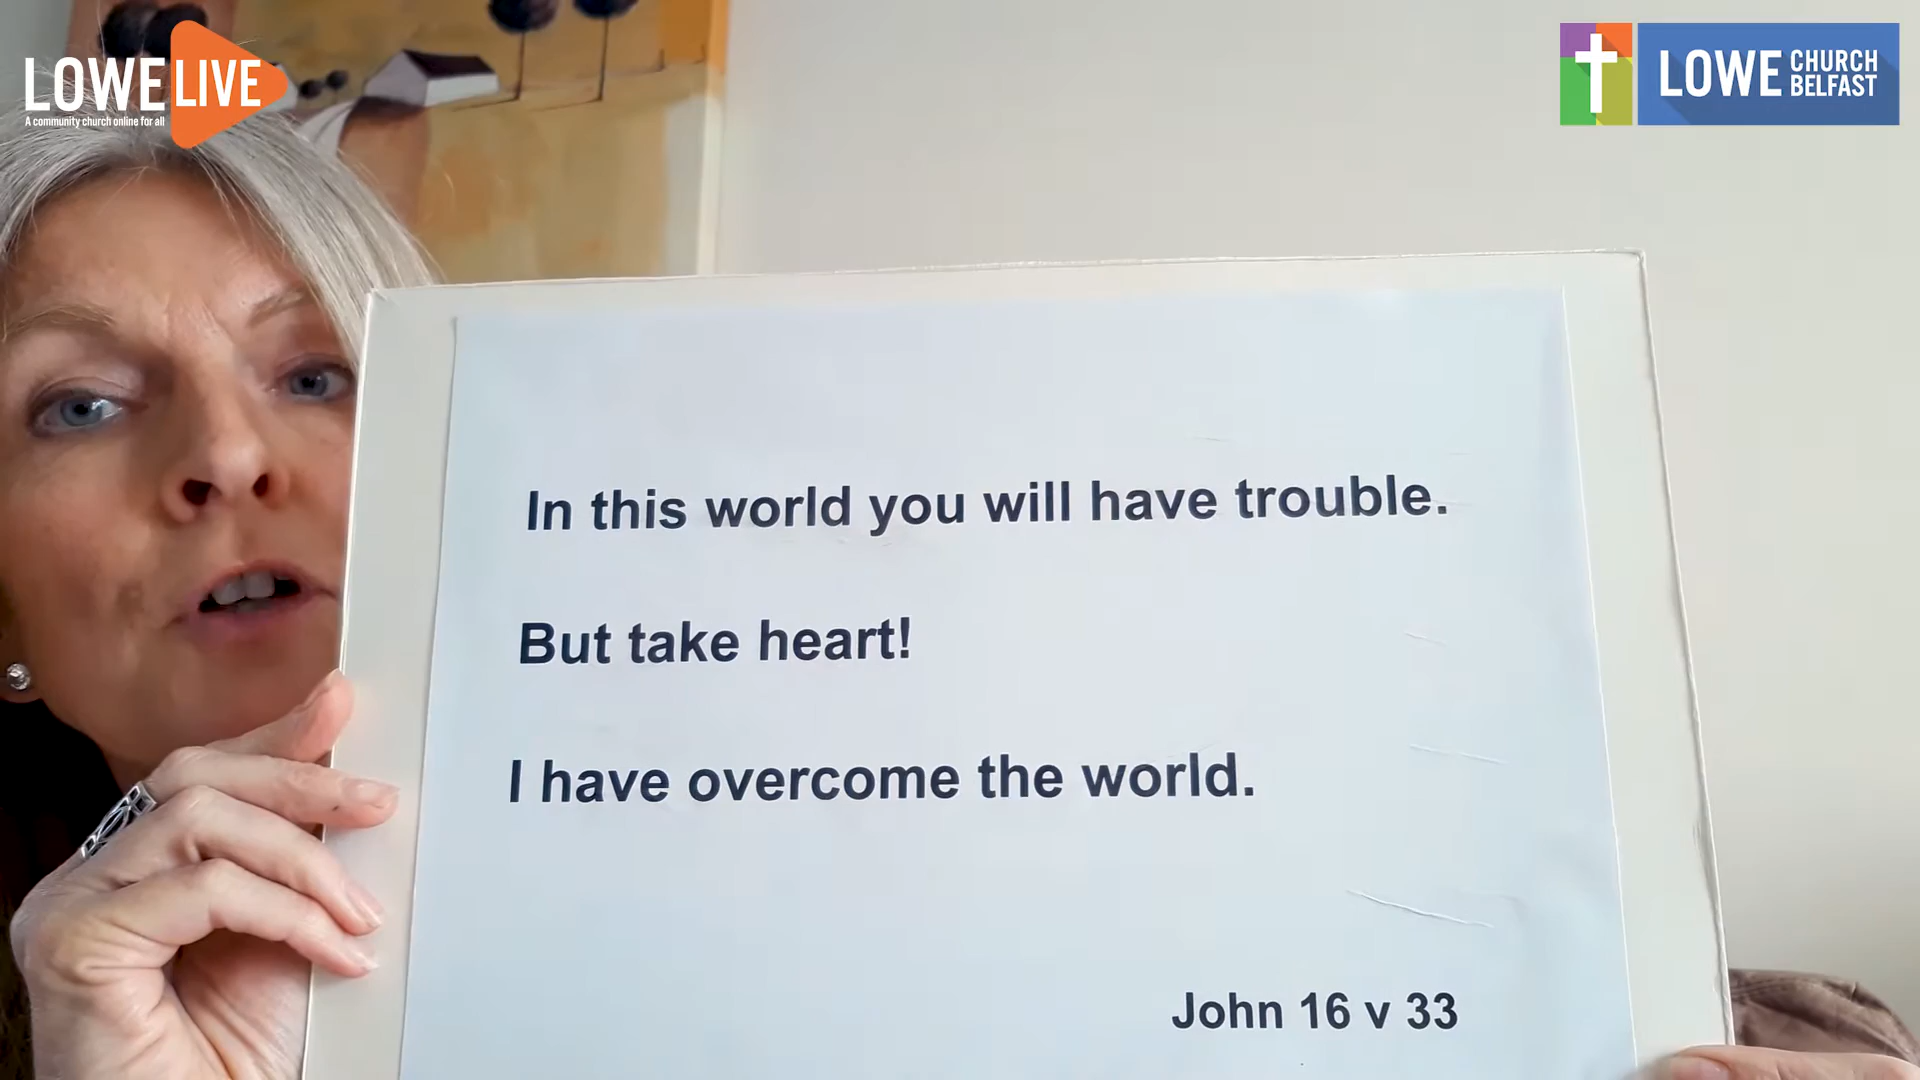 LOWE LIVE
A community church online for all
LOWE CHURCH BELFAST
In this world you will have trouble.
But take heart!
I have overcome the world.
John 16 v 33